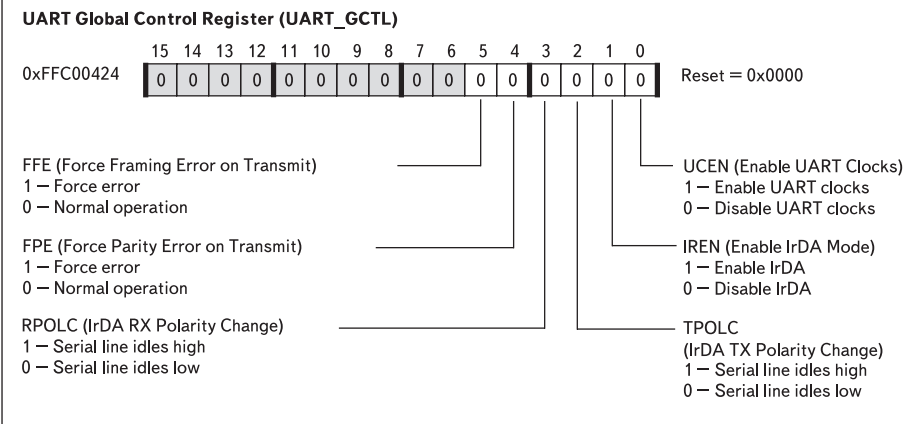 UART Global Control Register (UART_GCTL)
15 14 13 12 11 10 9 8 7 6 5 4 3 2 1 0
0xFFC00424 0 0 0 0 0 0 0 0 0 0 0 0 0 0 0 0 Reset = 0x0000
FFE (Force Framing Error on Transmit)
1 — Force error
0 — Normal operation
FPE (Force Parity Error on Transmit)
1 — Force error
0 — Normal operation
RPOLC (IrDA RX Polarity Change)
1 — Serial line idles high
0 — Serial line idles low
UCEN (Enable UART Clocks)
1 — Enable UART clocks
0 — Disable UART clocks
IREN (Enable IrDA Mode)
1 — Enable IrDA
0 — Disable IrDA
TPOLC
(IrDA TX Polarity Change)
1 — Serial line idles high
0 — Serial line idles low